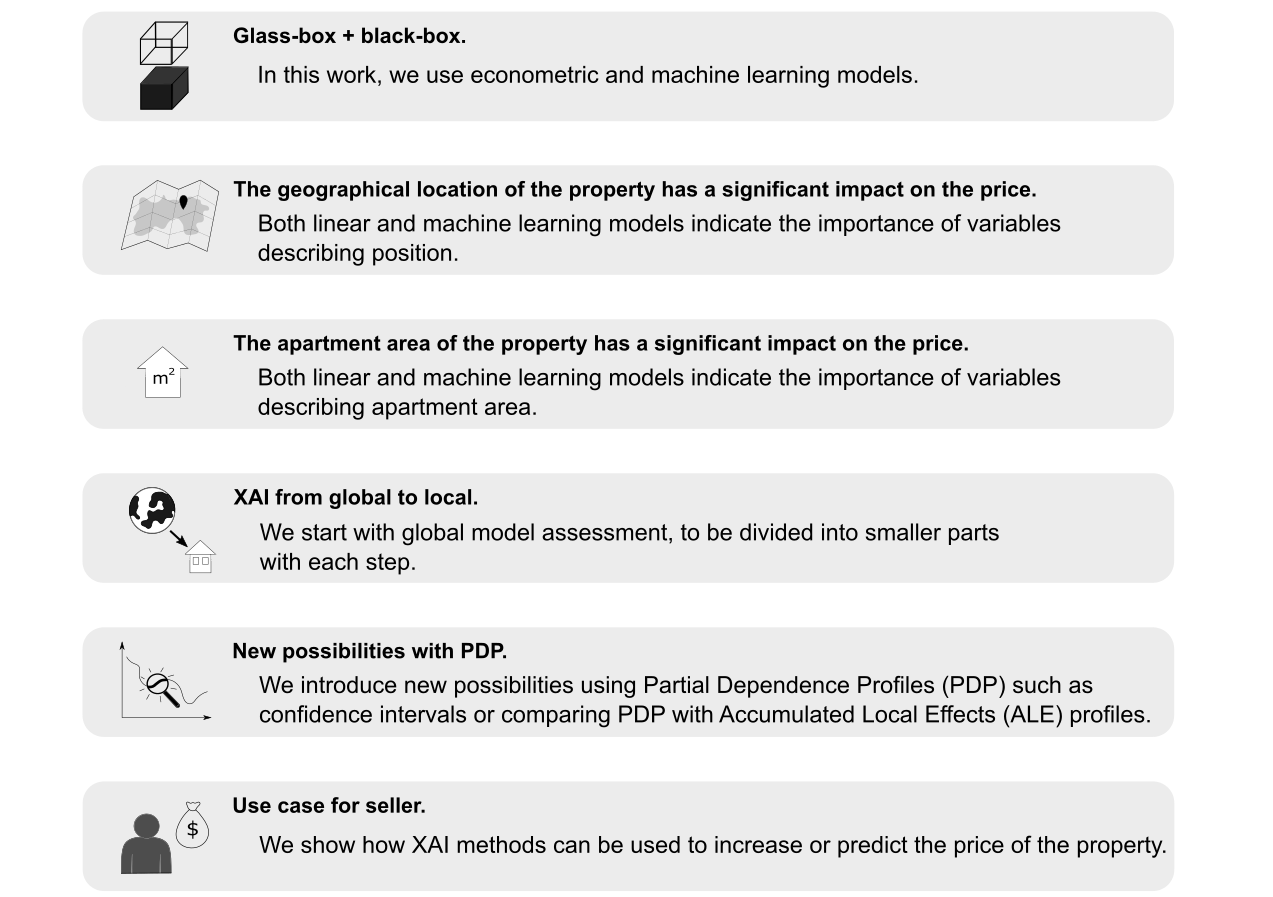 Glass-box + black-box.
In this work, we use econometric and machine learning models.
The geographical location of the property has a significant impact on the price.
Both linear and machine learning models indicate the importance of variables
describing position.
The apartment area of the property has a significant impact on the price.
Both linear and machine learning models indicate the importance of variables
describing apartment area.
m²
XAI from global to local.
We start with global model assessment, to be divided into smaller parts
with each step.
New possibilities with PDP.
We introduce new possibilities using Partial Dependence Profiles (PDP) such as
confidence intervals or comparing PDP with Accumulated Local Effects (ALE) profiles.
Use case for seller.
$
We show how XAI methods can be used to increase or predict the price of the property.